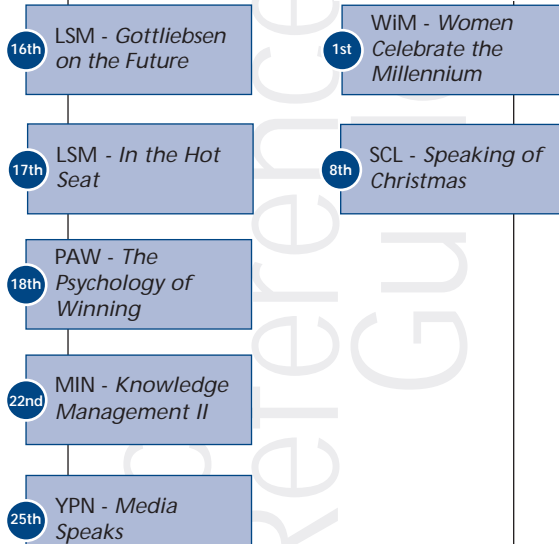 16th
LSM - Gottliebsen
on the Future
17th
LSM - In the Hot
Seat
18th
PAW - The
Psychology of
Winning
22nd
MIN - Knowledge
Management II
25th
YPN - Media
Speaks
1st
WiM - Women
Celebrate the
Millennium
8th
SCL - Speaking of
Christmas